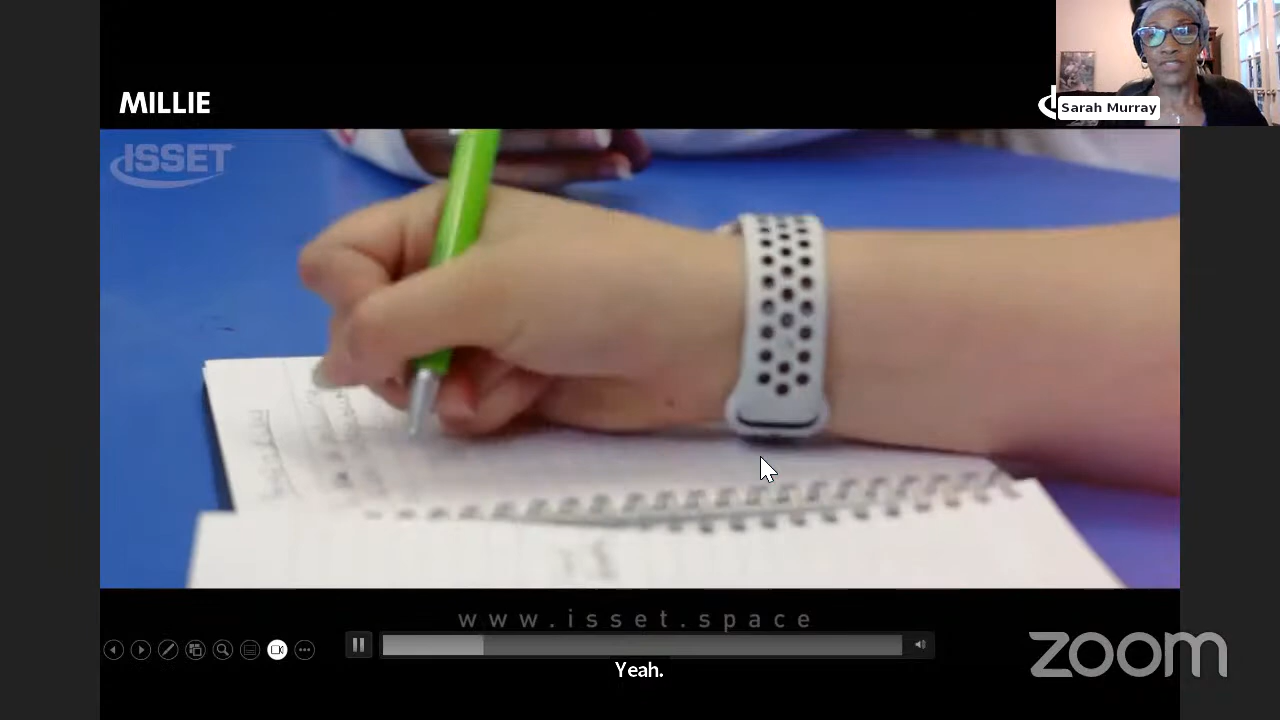 MILLIE
Sarah Murray
ISSET
www.isset.space
Yeah.
zoom